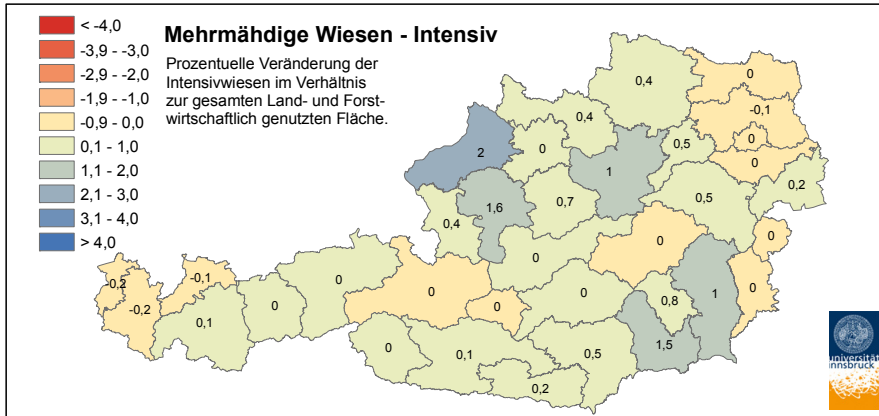 Mehrmähdige Wiesen - Intensiv
Prozentuelle Veränderung der
Intensivwiesen im Verhältnis
zur gesamten Land- und Forst-
wirtschaftlich genutzten Fläche.
< -4,0
-3,9 - -3,0
-2,9 - -2,0
-1,9 - -1,0
-0,9 - 0,0
0,1 - 1,0
1,1 - 2,0
2,1 - 3,0
3,1 - 4,0
> 4,0
0,4
0
-0,1
0,4
0
0,5
0
0
2
1
0,2
1,6
0,7
0,5
0,4
0
0
0
-0,1
0
-0,2
0
0
0
0
0
0,8
1
0
-0,2
0,1
0
0,1
0,5
1,5
0,2
universität
innsbruck